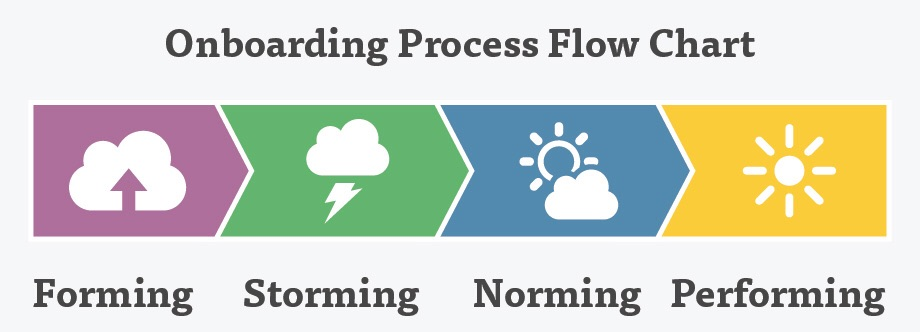 Onboarding Process Flow Chart
Forming Storming Norming Performing